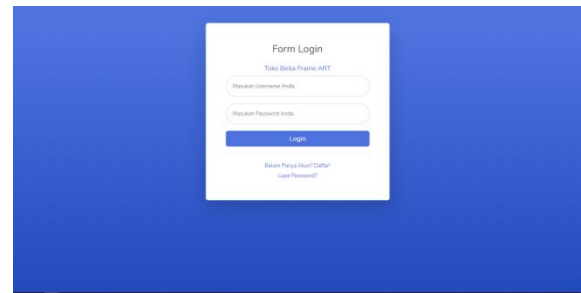 Form Login
Toko Bella Frame ART
Masukan Username Anda..
Masukan Password Anda
Login
Belum Punya Akun? Daftar!
Lupa Password?